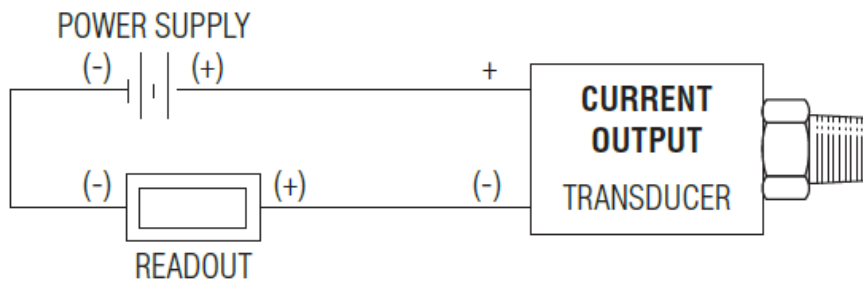 POWER SUPPLY
(-) (+) +
CURRENT
OUTPUT
TRANSDUCER
(-) (+) (-)
READOUT